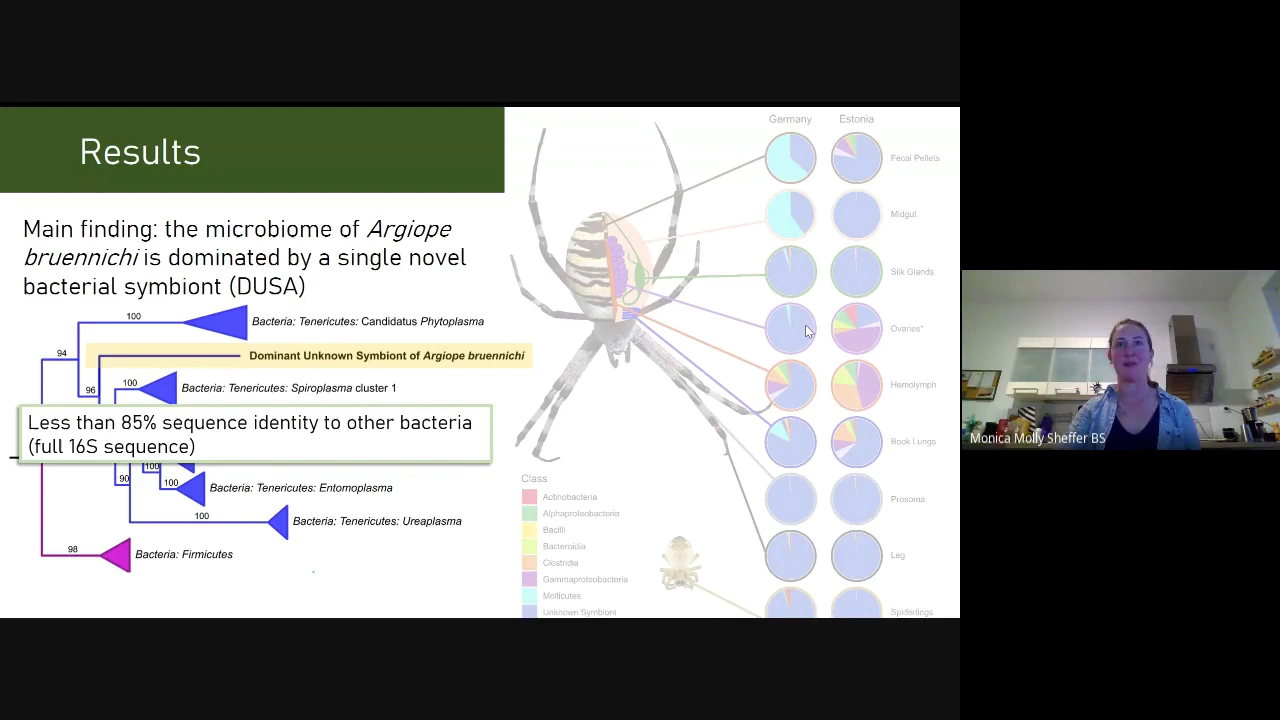 Results
Main finding: the microbiome of Argiope
bruennichi is dominated by a single novel
bacterial symbiont (DUSA)
100
Bacteria: Tenericutes: Candidatus Phytoplasma
94
Dominant Unknown Symbiont of Argiope bruennichi
96
100
Bacteria: Tenericutes: Spiroplasma cluster 1
Less than 85% sequence identity to other bacteria
(full 16S sequence)
100
90
100
Bacteria: Tenericutes: Entomoplasma
100
Bacteria: Tenericutes: Ureaplasma
98
Bacteria: Firmicutes
Germany Estonia
Fecal Pellets
Midgut
Silk Glands
Ovaries*
Hemolymph
Book Lungs
Prosoma
Leg
Spiderlings
Class
Actinobacteria
Alphaproteobacteria
Bacilli
Bacteroidia
Clostridia
Gammaproteobacteria
Mollicutes
Unknown Symbiont
Monica Molly Sheffer BS